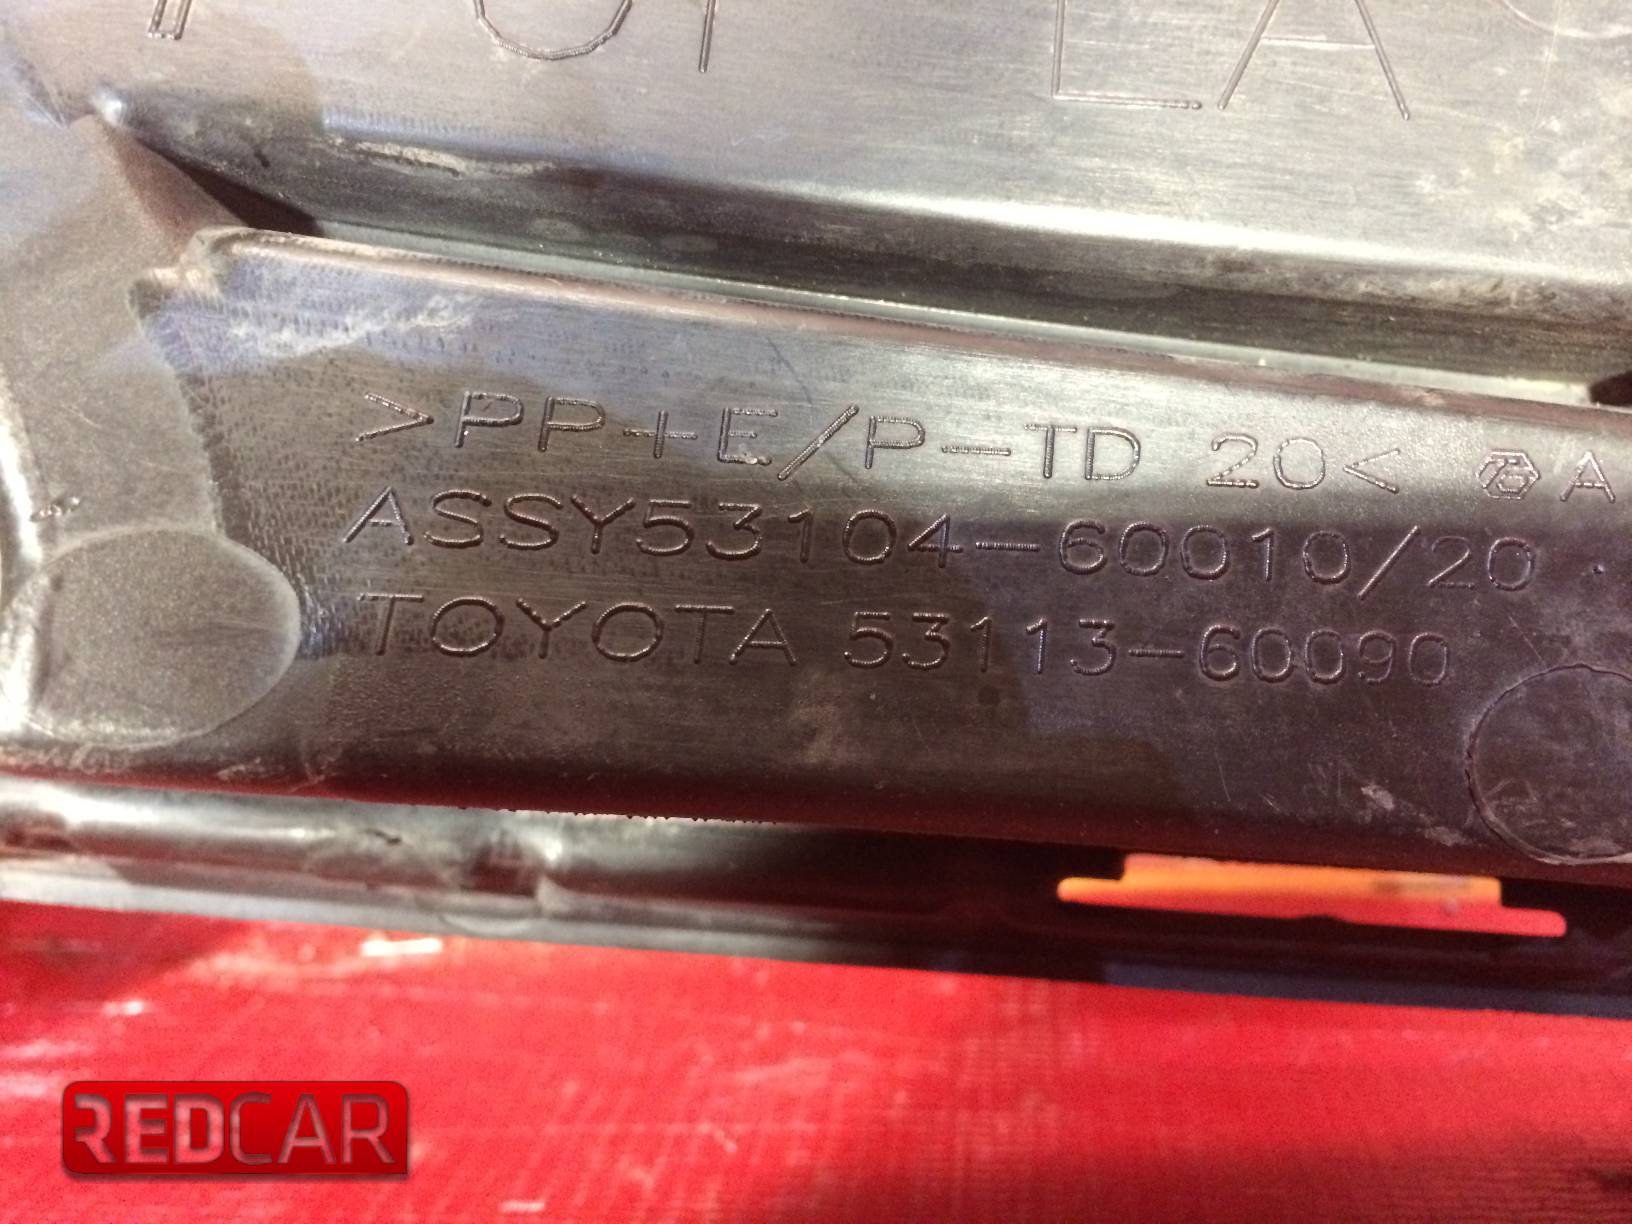 >PP+E/P-TD 20< A
ASSY53104-60010/20
TOYOTA 53113-60090
REDCAR